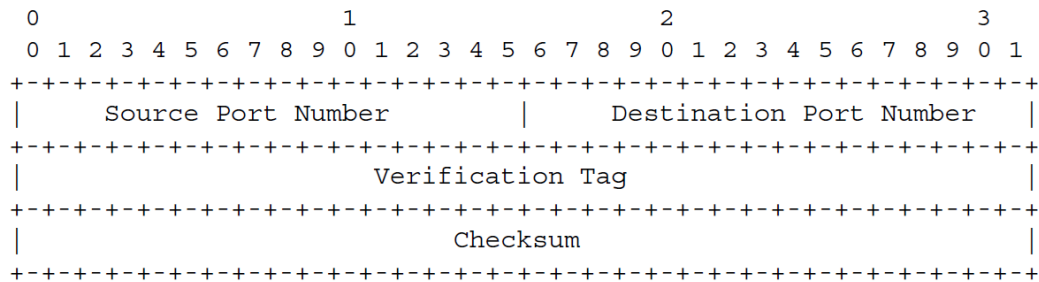 0                   1                   2                   3
 0 1 2 3 4 5 6 7 8 9 0 1 2 3 4 5 6 7 8 9 0 1 2 3 4 5 6 7 8 9 0 1
+-+-+-+-+-+-+-+-+-+-+-+-+-+-+-+-+-+-+-+-+-+-+-+-+-+-+-+-+-+-+-+-+
|     Source Port Number        |     Destination Port Number   |
+-+-+-+-+-+-+-+-+-+-+-+-+-+-+-+-+-+-+-+-+-+-+-+-+-+-+-+-+-+-+-+-+
|                      Verification Tag                         |
+-+-+-+-+-+-+-+-+-+-+-+-+-+-+-+-+-+-+-+-+-+-+-+-+-+-+-+-+-+-+-+-+
|                           Checksum                            |
+-+-+-+-+-+-+-+-+-+-+-+-+-+-+-+-+-+-+-+-+-+-+-+-+-+-+-+-+-+-+-+-+